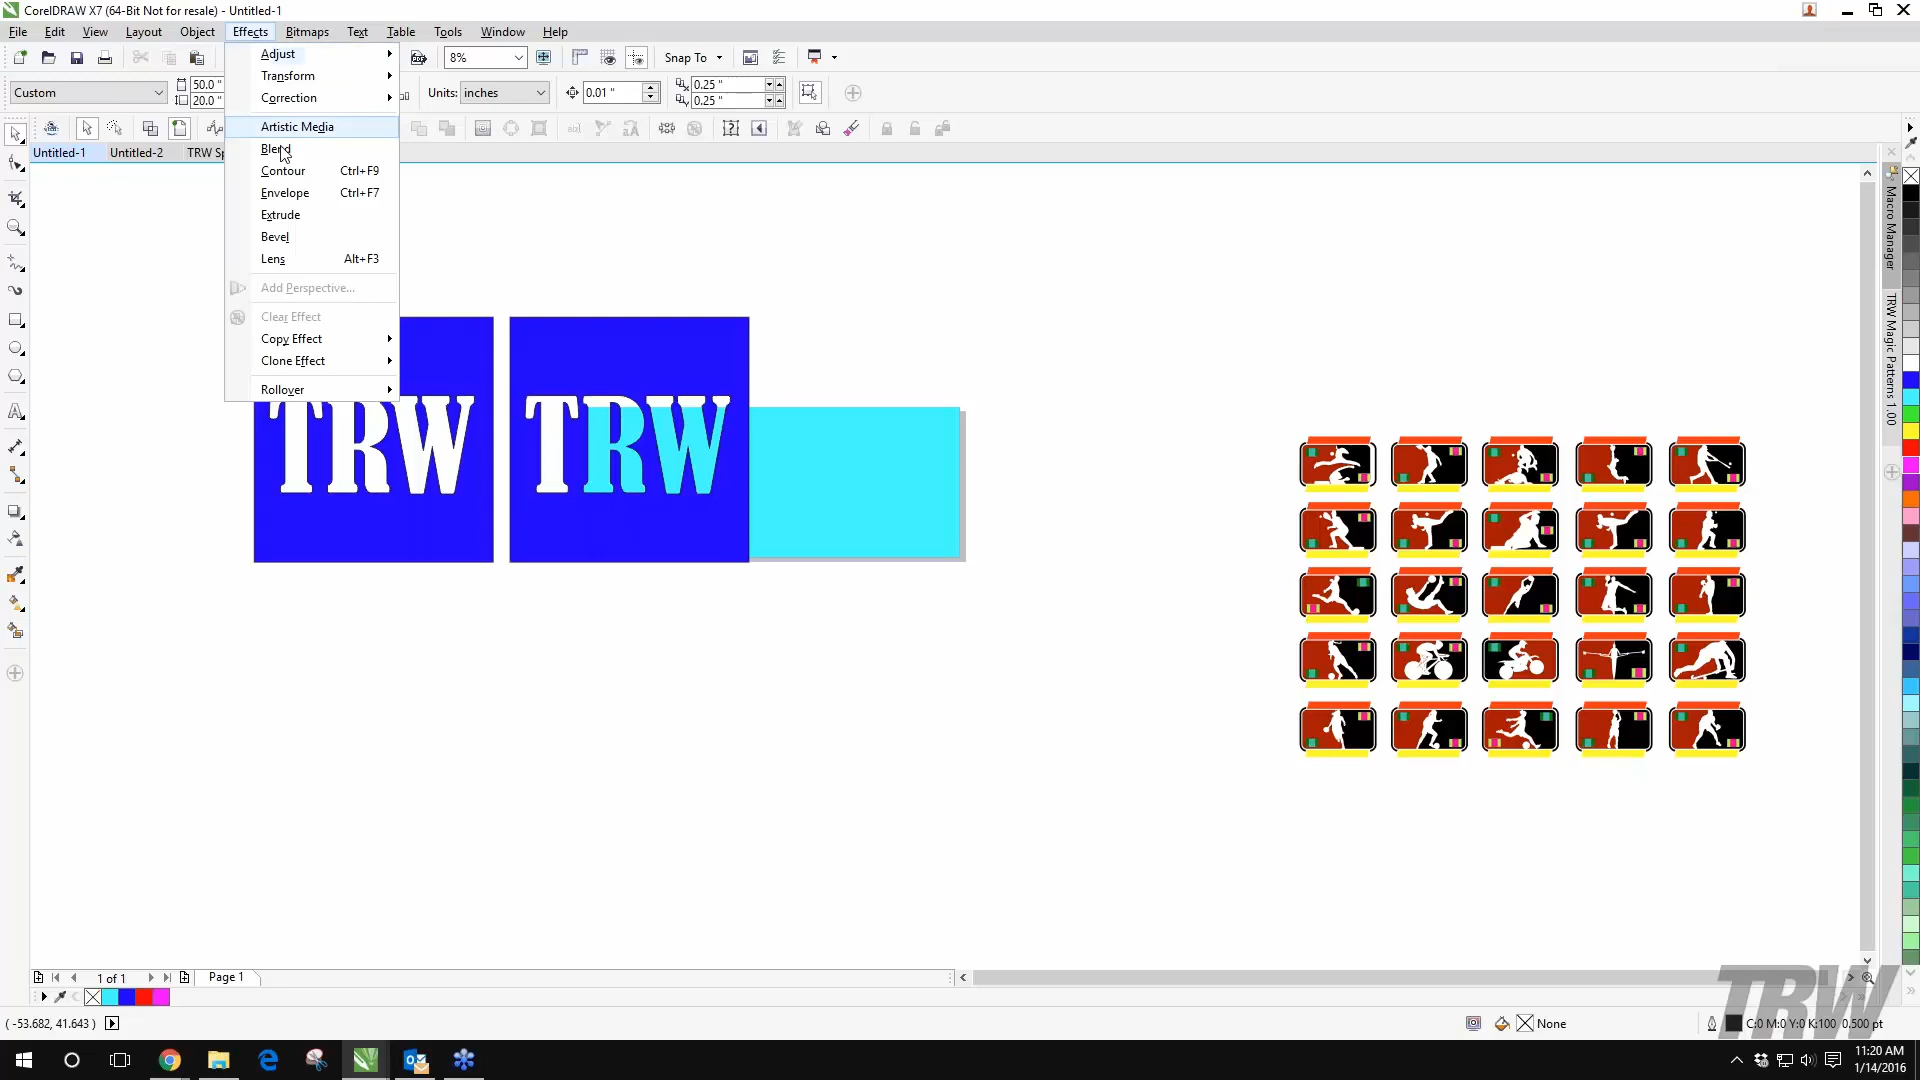 CorelDRAW X7 (64-Bit Not for resale) - Untitled-1
File Edit View Layout Object Effects Bitmaps Text Table Tools Window Help
8% Snap To
Custom 50.0 " 20.0 " Units: inches 0.01 " 0.25 " 0.25 "
Untitled-1 Untitled-2 TRW Sp
Adjust
Transform
Correction
Artistic Media
Blend
Contour Ctrl+F9
Envelope Ctrl+F7
Extrude
Bevel
Lens Alt+F3
Add Perspective...
Clear Effect
Copy Effect
Clone Effect
Rollover
TRW TRW
Macro Manager
TRW Magic Patterns 1.00
1 of 1 Page 1
TRW
( -53.682, 41.643 ) None C:0 M:0 Y:0 K:100 0.500 pt
11:20 AM
1/14/2016